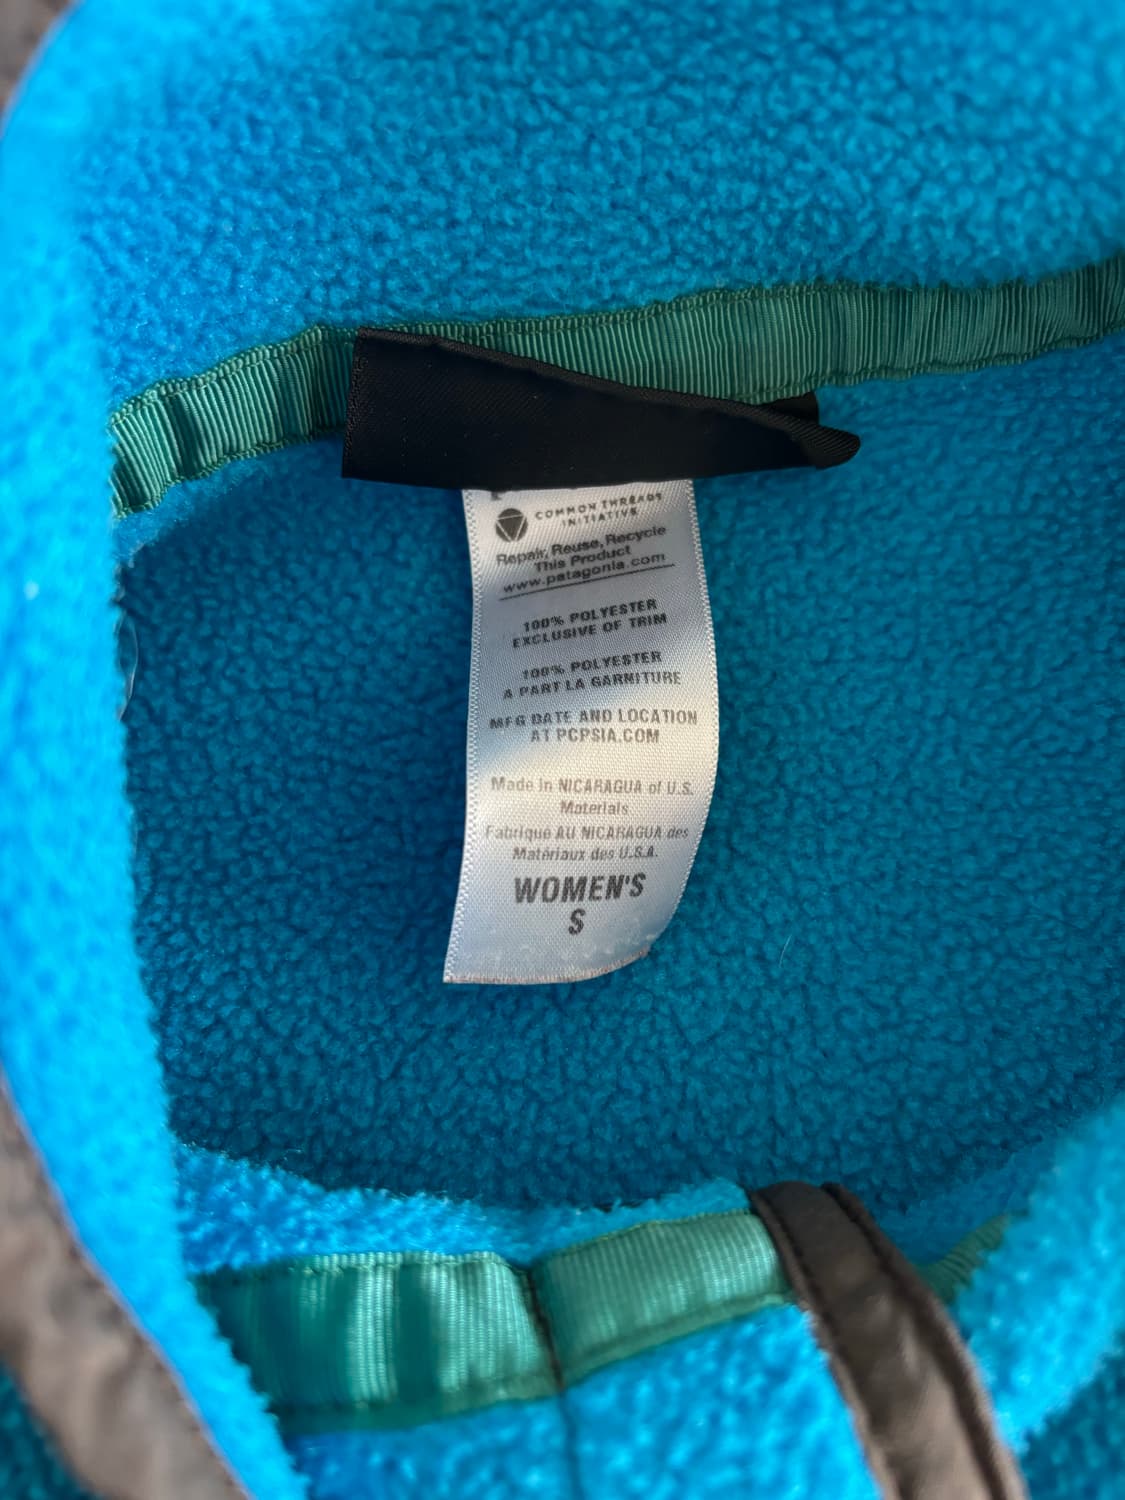 COMMON THREADS
INITIATIVE
Repair, Reuse, Recycle
This Product
www.patagonia.com
100% POLYESTER
EXCLUSIVE OF TRIM
100% POLYESTER
A PART LA GARNITURE
MFG DATE AND LOCATION
AT PCPSIA.COM
Made in NICARAGUA of U.S.
Materials
Fabriqué AU NICARAGUA des
Matériaux des U.S.A.
WOMEN'S
S